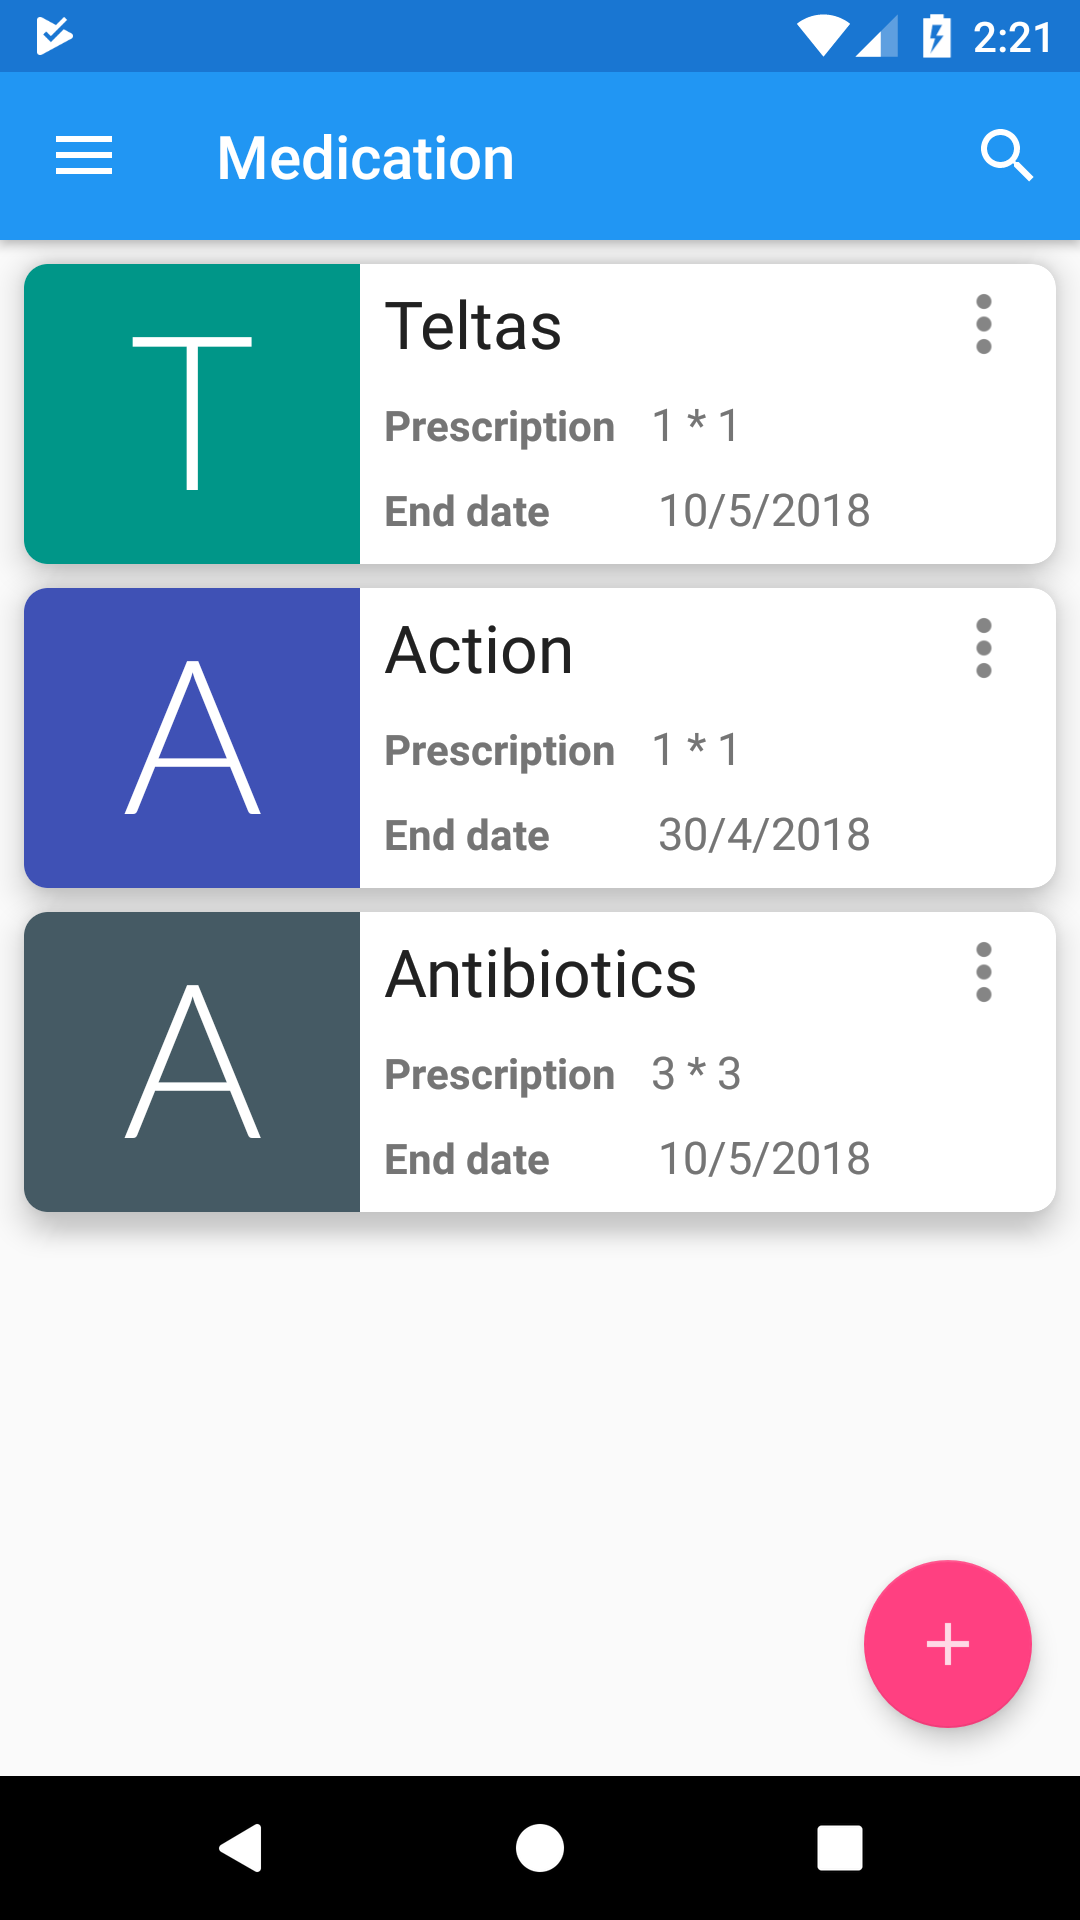 2:21
Medication
T
Teltas
Prescription 1 * 1
End date 10/5/2018
A
Action
Prescription 1 * 1
End date 30/4/2018
A
Antibiotics
Prescription 3 * 3
End date 10/5/2018
+